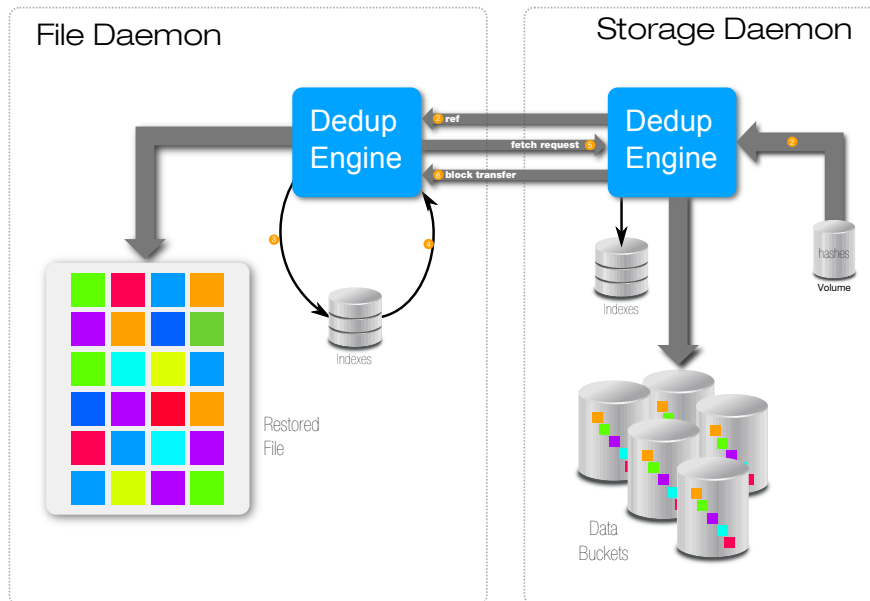 File Daemon
Storage Daemon
Dedup
Engine
2 ref
fetch request 5
6 block transfer
Dedup
Engine
2
3
4
hashes
Volume
Indexes
Indexes
Restored
File
Data
Buckets